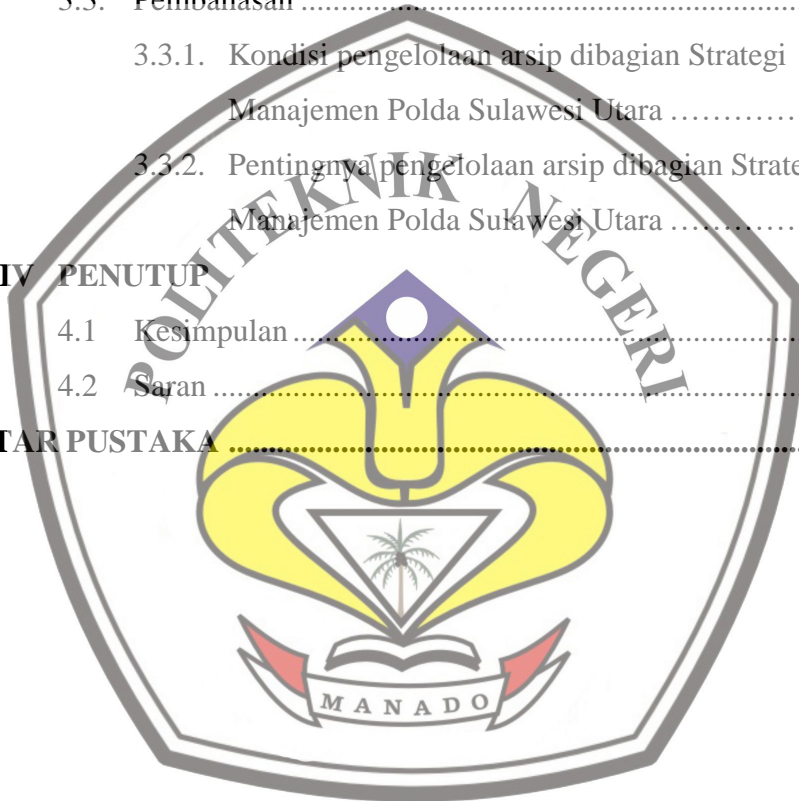 3.3. Pembahasan ..........................................................
3.3.1. Kondisi pengelolaan arsip dibagian Strategi
Manajemen Polda Sulawesi Utara .............
3.3.2. Pentingnya pengelolaan arsip dibagian Strate
Manajemen Polda Sulawesi Utara .............
IV PENUTUP
4.1 Kesimpulan ..........................................................
4.2 Saran ..........................................................
TAR PUSTAKA ..........................................................
POLITEKNIK NEGERI
MANADO